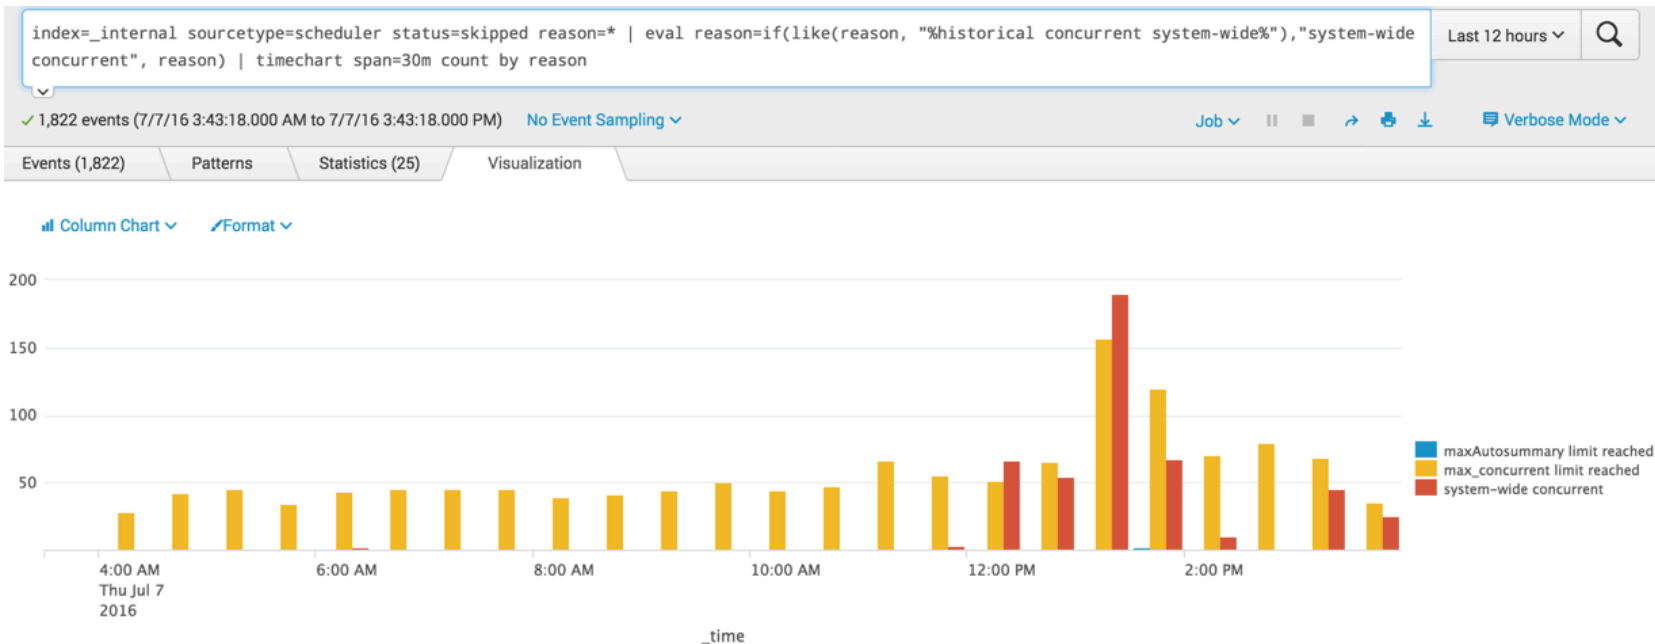 index=_internal sourcetype=scheduler status=skipped reason=* | eval reason=if(like(reason, "%historical concurrent system-wide%"),"system-wide
concurrent", reason) | timechart span=30m count by reason
Last 12 hours
1,822 events (7/7/16 3:43:18.000 AM to 7/7/16 3:43:18.000 PM) No Event Sampling
Job
Verbose Mode
Events (1,822) Patterns Statistics (25) Visualization
Column Chart Format
200
150
100
50
maxAutosummary limit reached
max_concurrent limit reached
system-wide concurrent
4:00 AM 6:00 AM 8:00 AM 10:00 AM 12:00 PM 2:00 PM
Thu Jul 7
2016
_time